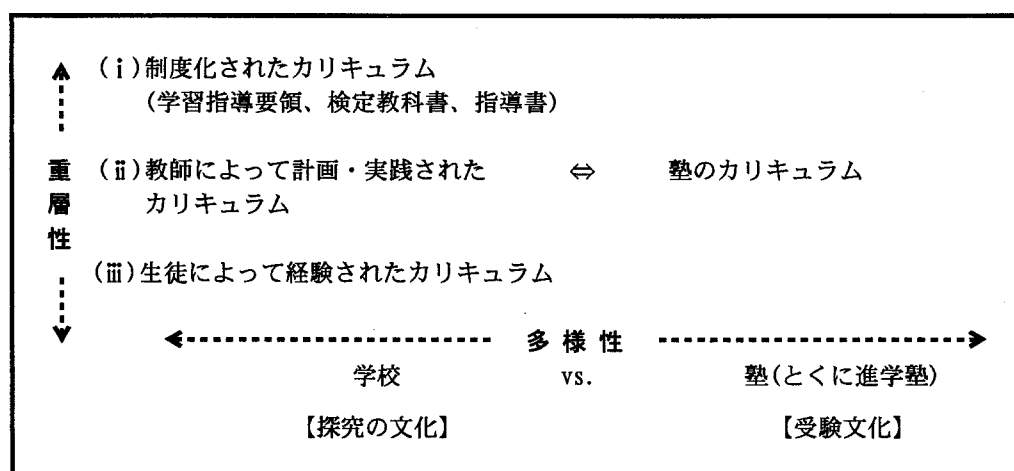 (ⅰ)制度化されたカリキュラム
(学習指導要領、検定教科書、指導書)
重層性
(ⅱ)教師によって計画・実践された ⇔ 塾のカリキュラム
カリキュラム
(ⅲ)生徒によって経験されたカリキュラム
多様性
学校 vs. 塾(とくに進学塾)
【探究の文化】 【受験文化】